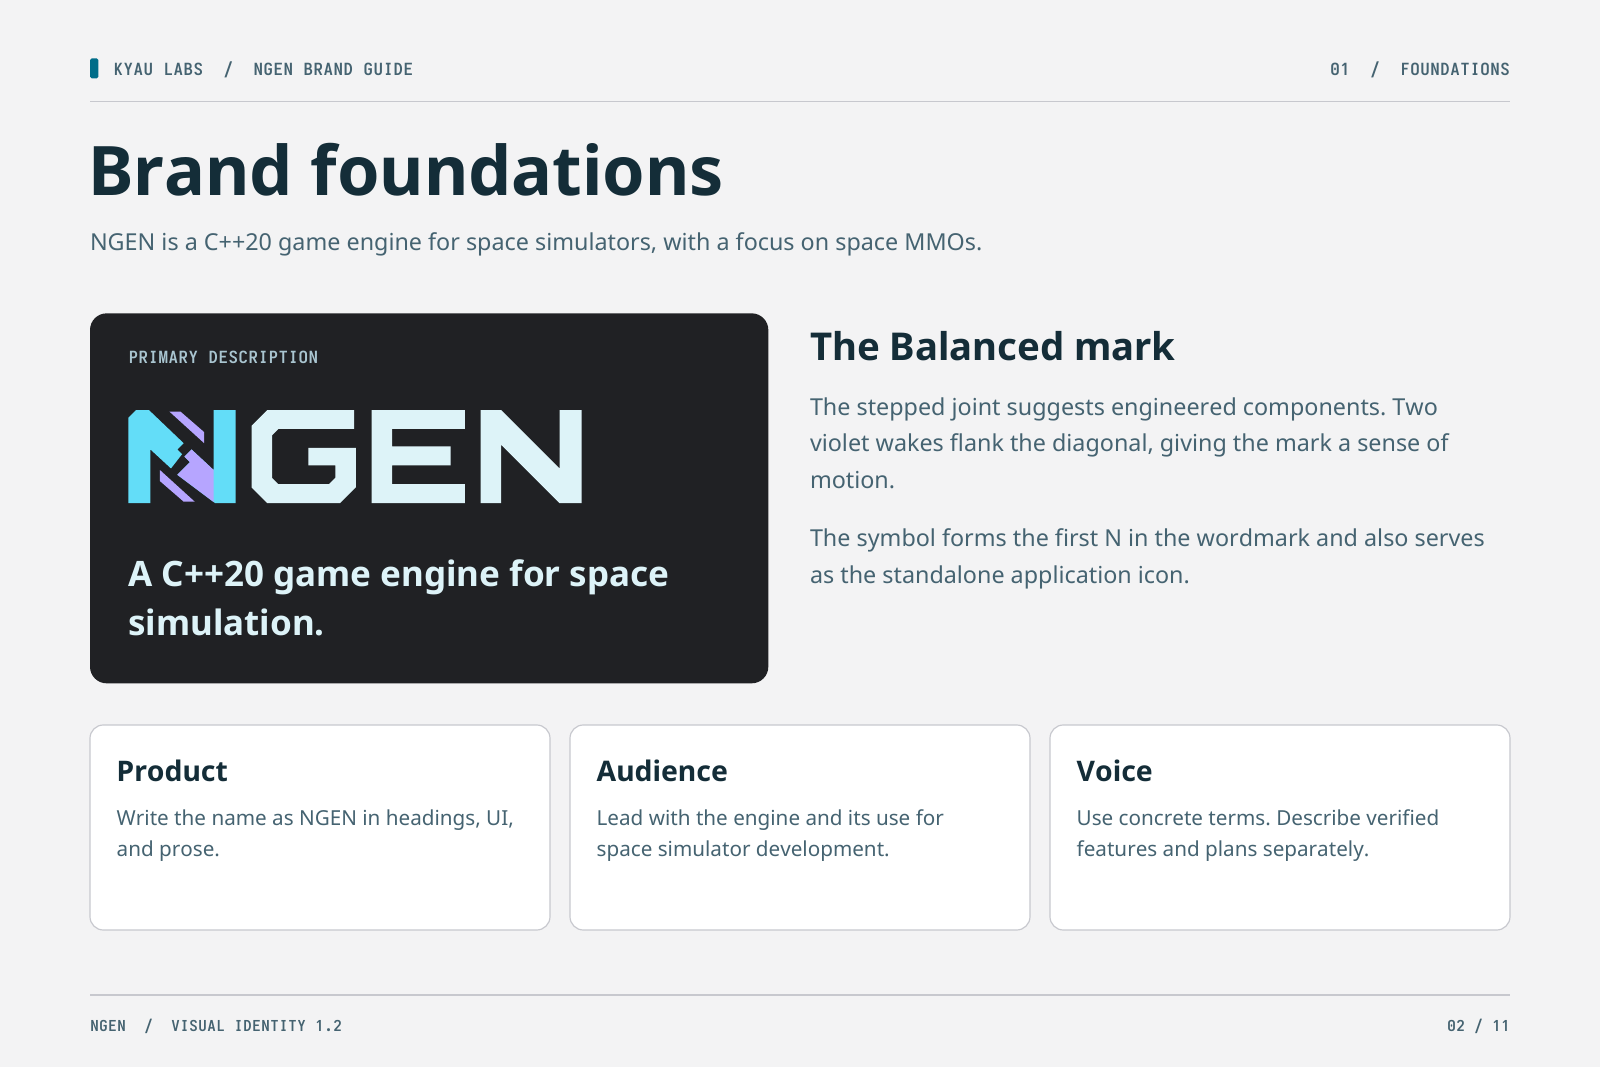 KYAU LABS / NGEN BRAND GUIDE
01 / FOUNDATIONS
Brand foundations
NGEN is a C++20 game engine for space simulators, with a focus on space MMOs.
PRIMARY DESCRIPTION
NGEN
A C++20 game engine for space
simulation.
The Balanced mark
The stepped joint suggests engineered components. Two
violet wakes flank the diagonal, giving the mark a sense of
motion.
The symbol forms the first N in the wordmark and also serves
as the standalone application icon.
Product
Write the name as NGEN in headings, UI,
and prose.
Audience
Lead with the engine and its use for
space simulator development.
Voice
Use concrete terms. Describe verified
features and plans separately.
NGEN / VISUAL IDENTITY 1.2
02 / 11